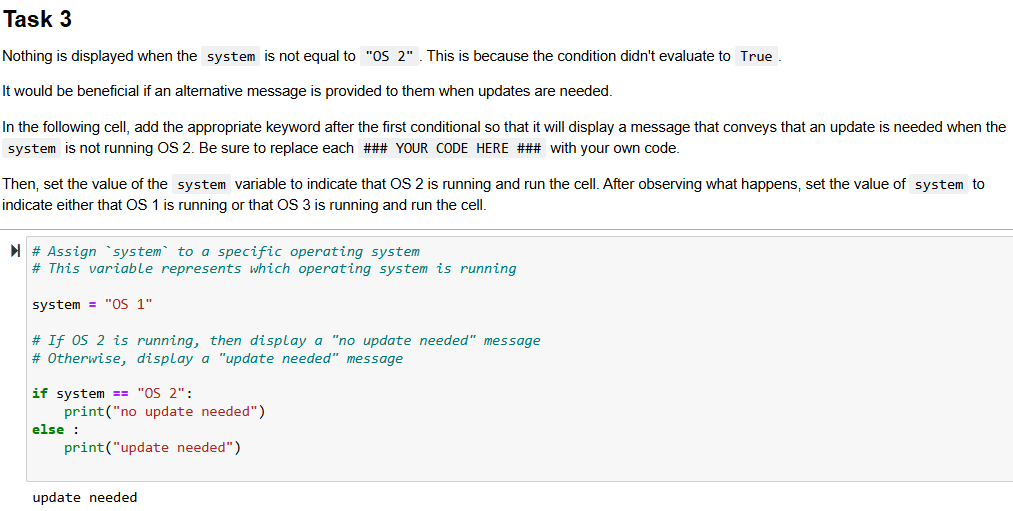 Task 3
Nothing is displayed when the system is not equal to "OS 2" . This is because the condition didn't evaluate to True .
It would be beneficial if an alternative message is provided to them when updates are needed.
In the following cell, add the appropriate keyword after the first conditional so that it will display a message that conveys that an update is needed when the
system is not running OS 2. Be sure to replace each ### YOUR CODE HERE ### with your own code.
Then, set the value of the system variable to indicate that OS 2 is running and run the cell. After observing what happens, set the value of system to
indicate either that OS 1 is running or that OS 3 is running and run the cell.
# Assign `system` to a specific operating system
# This variable represents which operating system is running
system = "OS 1"
# If OS 2 is running, then display a "no update needed" message
# Otherwise, display a "update needed" message
if system == "OS 2":
    print("no update needed")
else :
    print("update needed")
update needed